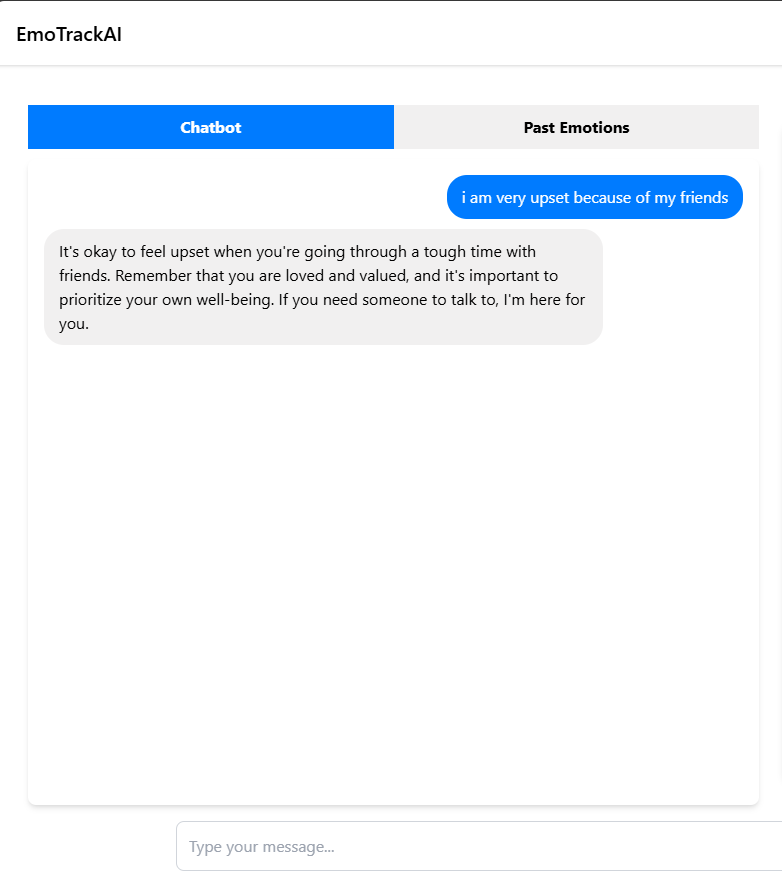 EmoTrackAI
Chatbot
Past Emotions
i am very upset because of my friends
It's okay to feel upset when you're going through a tough time with
friends. Remember that you are loved and valued, and it's important to
prioritize your own well-being. If you need someone to talk to, I'm here for
you.
Type your message...